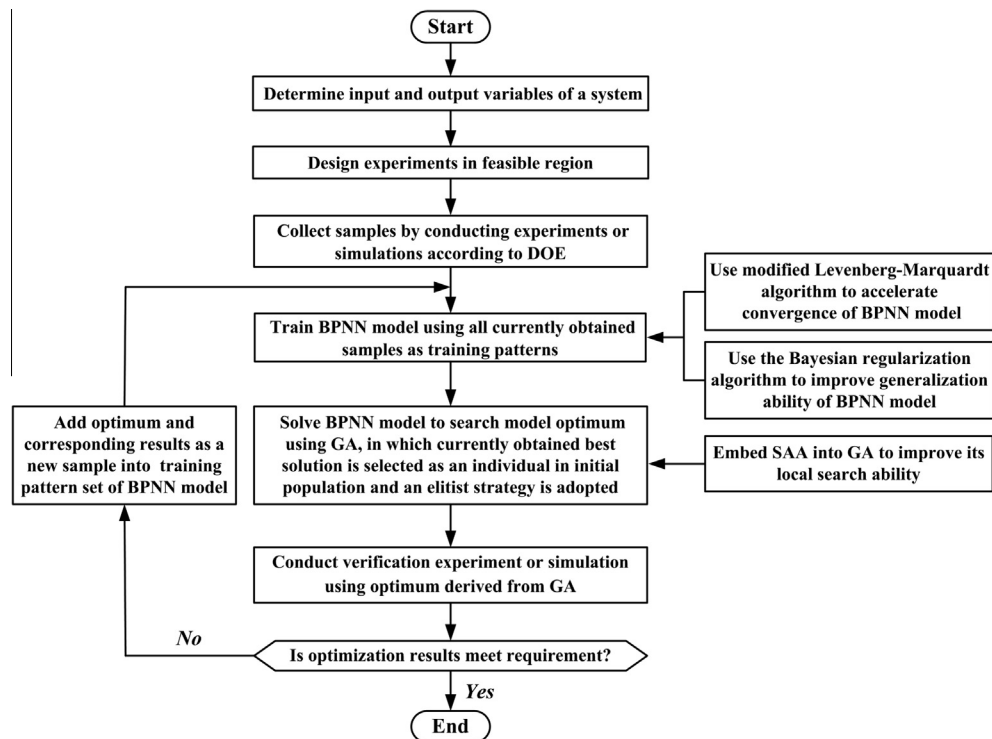 Start
Determine input and output variables of a system
Design experiments in feasible region
Collect samples by conducting experiments or
simulations according to DOE
Use modified Levenberg-Marquardt
algorithm to accelerate
convergence of BPNN model
Train BPNN model using all currently obtained
samples as training patterns
Use the Bayesian regularization
algorithm to improve generalization
ability of BPNN model
Add optimum and
corresponding results as a
new sample into training
pattern set of BPNN model
Solve BPNN model to search model optimum
using GA, in which currently obtained best
solution is selected as an individual in initial
population and an elitist strategy is adopted
Embed SAA into GA to improve its
local search ability
Conduct verification experiment or simulation
using optimum derived from GA
No
Is optimization results meet requirement?
Yes
End